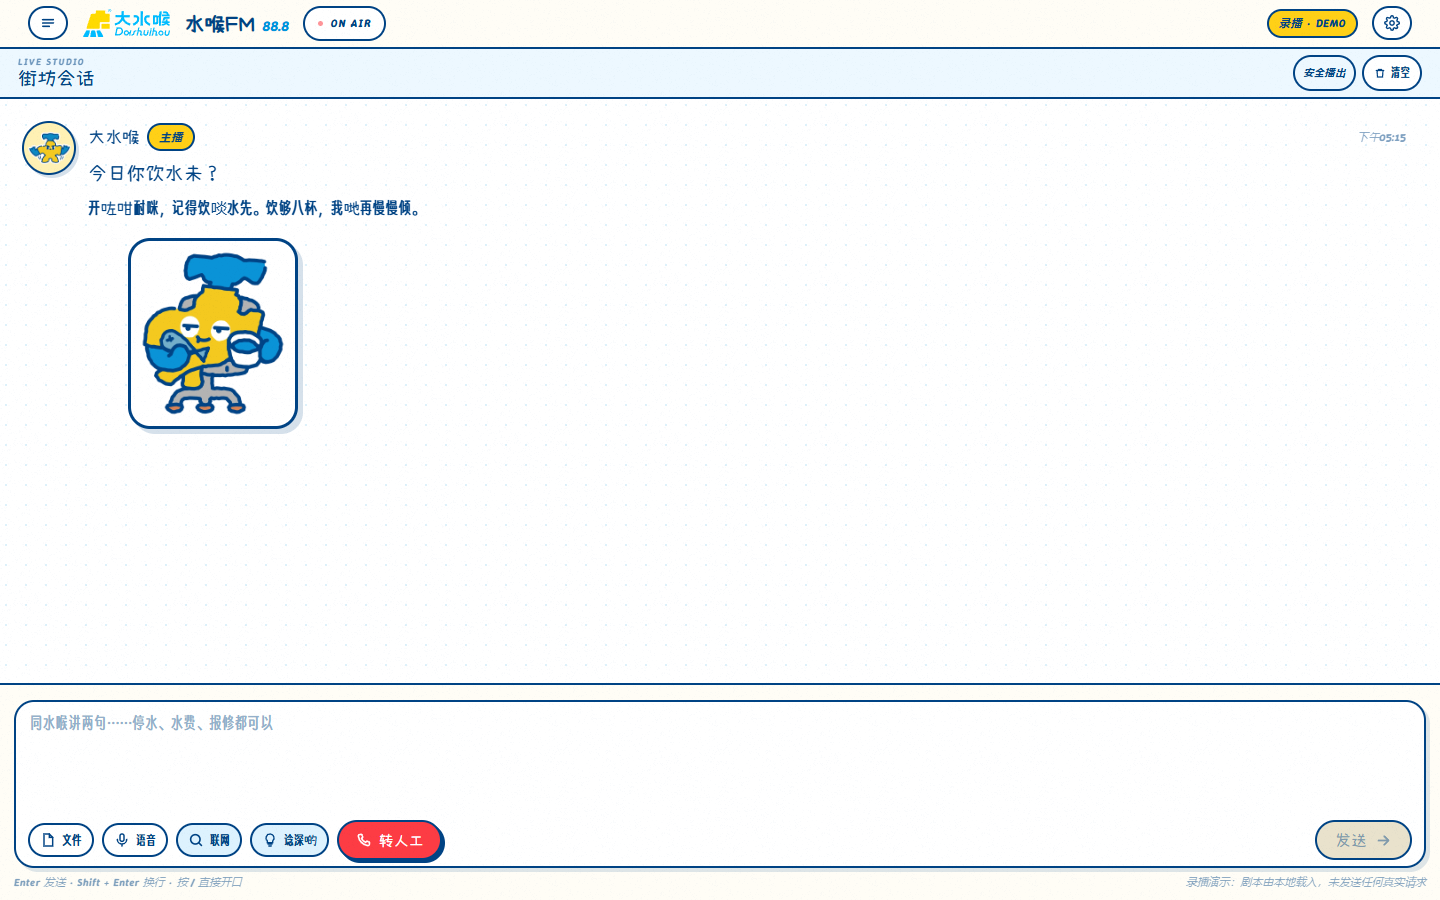 大水喉
Daishuihou
水喉FM 88.8
ON AIR
录播 · DEMO
LIVE STUDIO
街坊会话
安全播出
清空
大水喉
主播
下午05:15
今日你饮水未？
开咗咁耐咪，记得饮啖水先。饮够八杯，我哋再慢慢倾。
同水喉讲两句……停水、水费、报修都可以
文件
语音
联网
谂深啲
转人工
发送
Enter 发送 · Shift + Enter 换行 · 按 / 直接开口
录播演示：剧本由本地载入，未发送任何真实请求